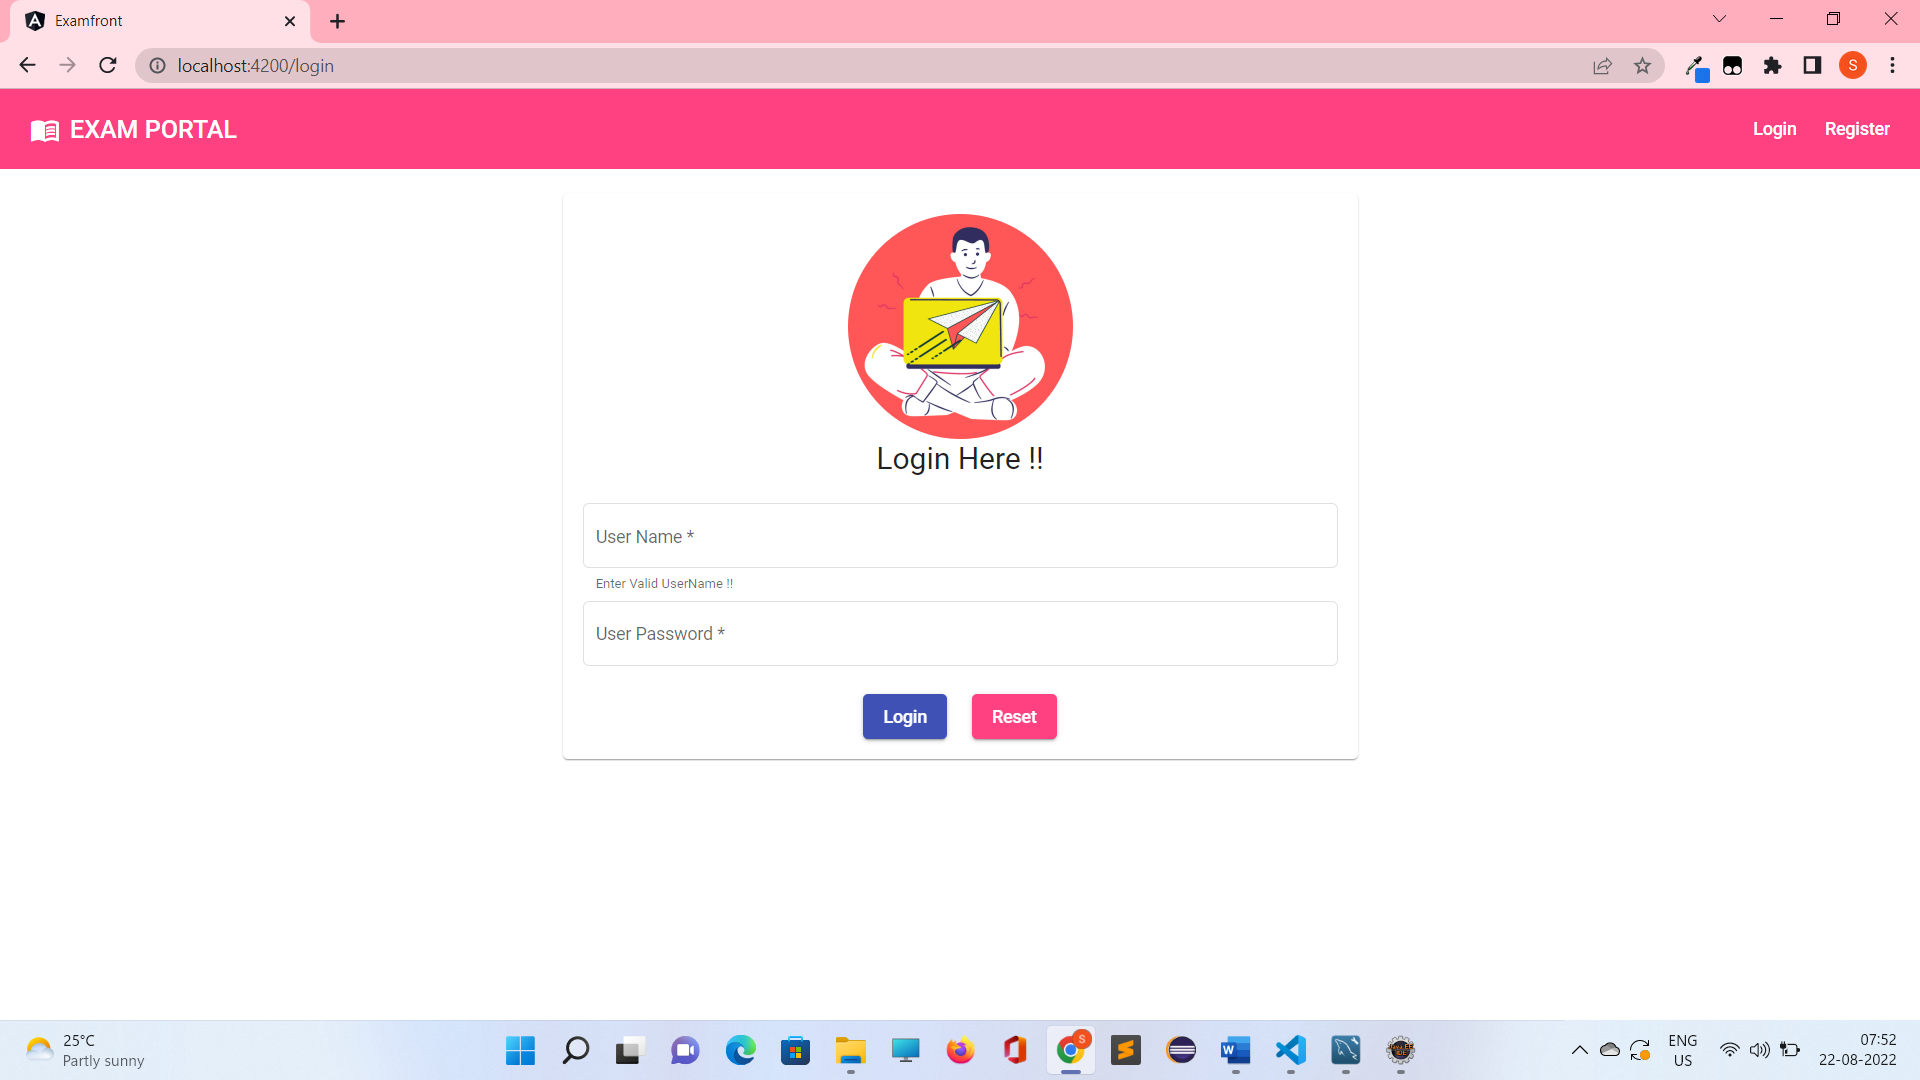 Examfront
localhost:4200/login
S
EXAM PORTAL
Login
Register
Login Here !!
User Name *
Enter Valid UserName !!
User Password *
Login
Reset
25°C
Partly sunny
S
W
ENG
US
07:52
22-08-2022